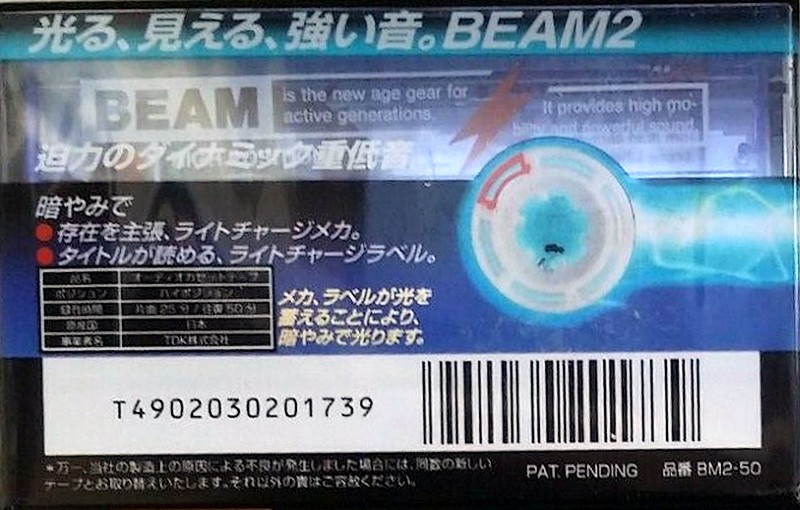 光る、見える、強い音。BEAM2
BEAM
is the new age gear for
active generations.
It provides high mo-
bility and powerful sound.
迫力のダイナミック重低音
暗やみで
●存在を主張、ライトチャージメカ。
●タイトルが読める、ライトチャージラベル。
品名 オーディオカセットテープ
ポジション ハイポジション
録音時間 片面25分/往復50分
原産国 日本
事業者名 TDK株式会社
メカ、ラベルが光を
蓄えることにより、
暗やみで光ります。
T4902030201739
*万一、当社の製造上の原因による不良が発生しました場合には、同数の新しい
テープとお取り替えいたします。それ以外の責はご容赦ください。
PAT. PENDING 品番 BM2-50